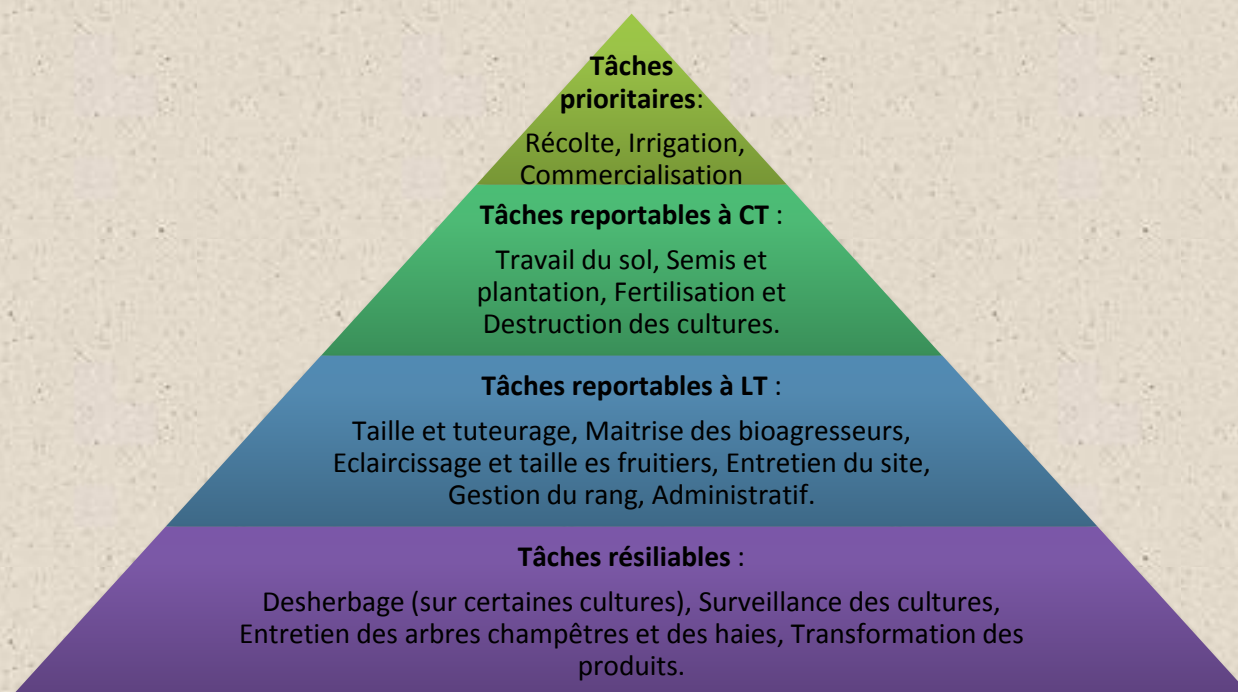 Tâches
prioritaires:
Récolte, Irrigation,
Commercialisation
Tâches reportables à CT :
Travail du sol, Semis et
plantation, Fertilisation et
Destruction des cultures.
Tâches reportables à LT :
Taille et tuteurage, Maitrise des bioagresseurs,
Eclaircissage et taille es fruitiers, Entretien du site,
Gestion du rang, Administratif.
Tâches résiliables :
Desherbage (sur certaines cultures), Surveillance des cultures,
Entretien des arbres champêtres et des haies, Transformation des
produits.